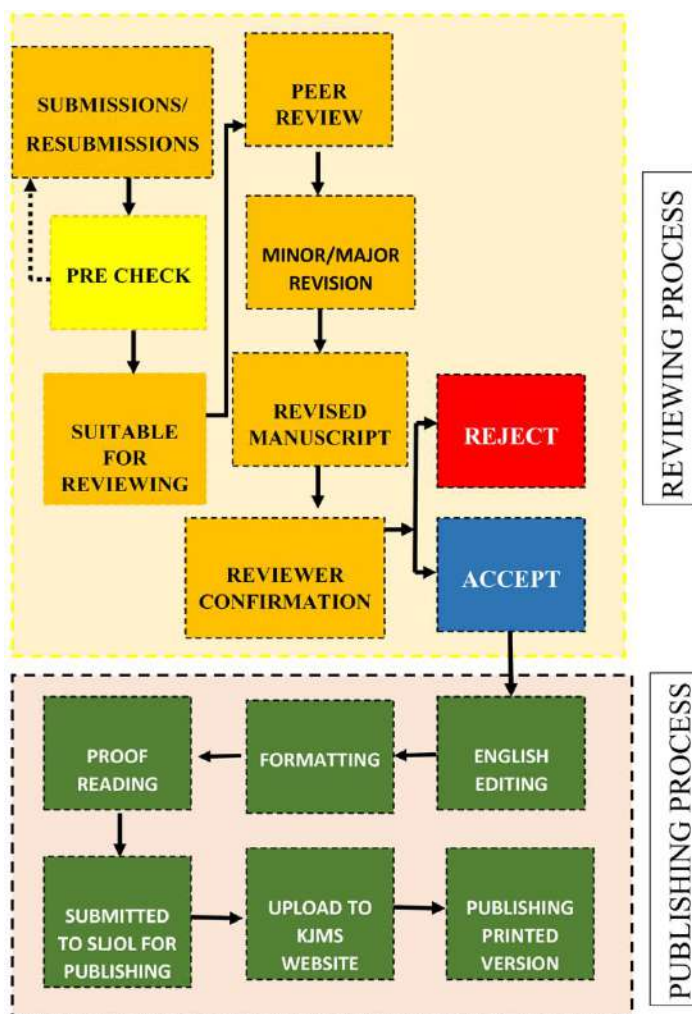 SUBMISSIONS/
RESUBMISSIONS
PRE CHECK
SUITABLE
FOR
REVIEWING
PEER
REVIEW
MINOR/MAJOR
REVISION
REVISED
MANUSCRIPT
REVIEWER
CONFIRMATION
REJECT
ACCEPT
REVIEWING PROCESS
ENGLISH
EDITING
FORMATTING
PROOF
READING
SUBMITTED
TO SLJOL FOR
PUBLISHING
UPLOAD TO
KJMS
WEBSITE
PUBLISHING
PRINTED
VERSION
PUBLISHING PROCESS